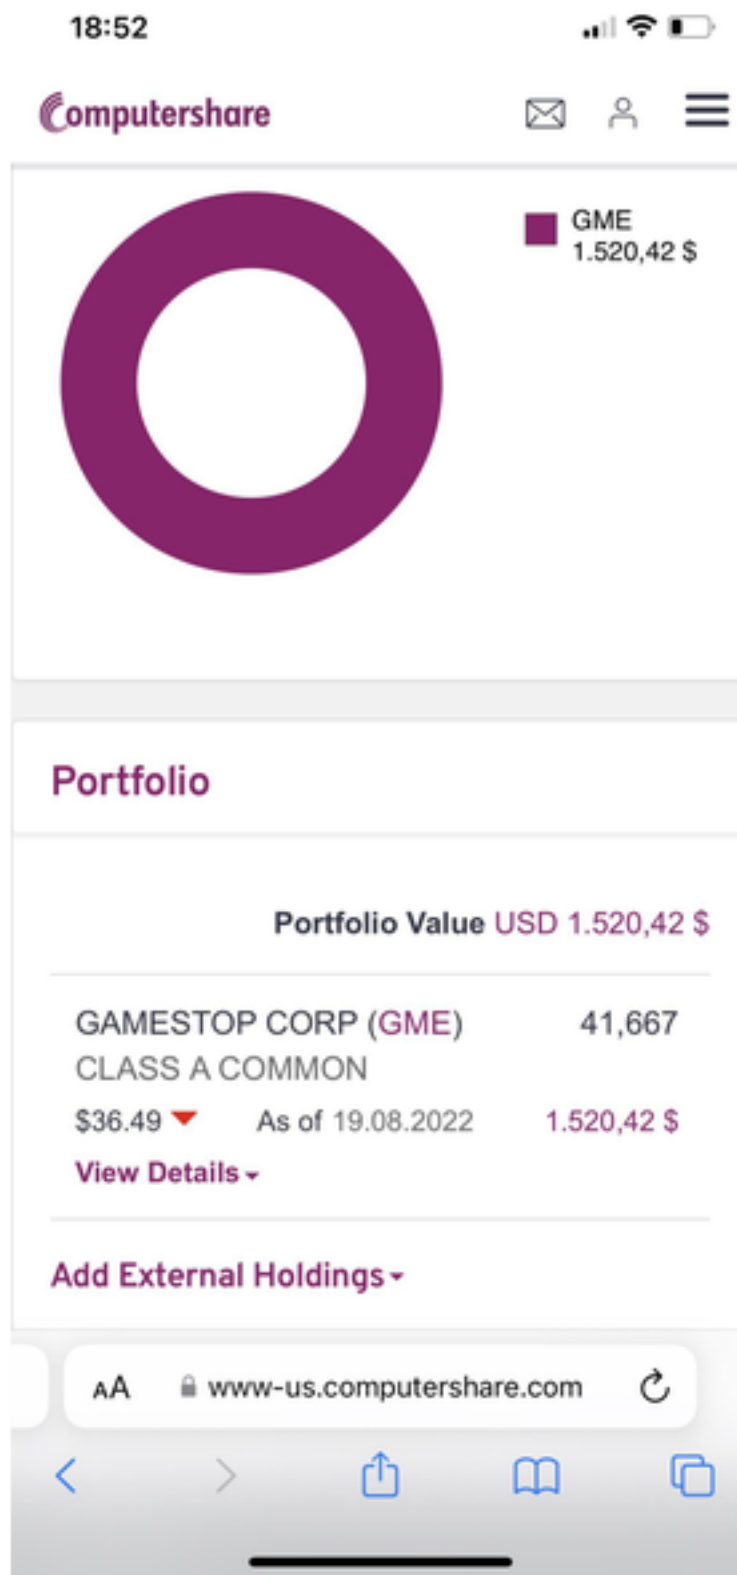 18:52
Computershare
GME
1.520,42 $
Portfolio
Portfolio Value USD 1.520,42 $
GAMESTOP CORP (GME) 41,667
CLASS A COMMON
$36.49 As of 19.08.2022 1.520,42 $
View Details
Add External Holdings
AA www-us.computershare.com